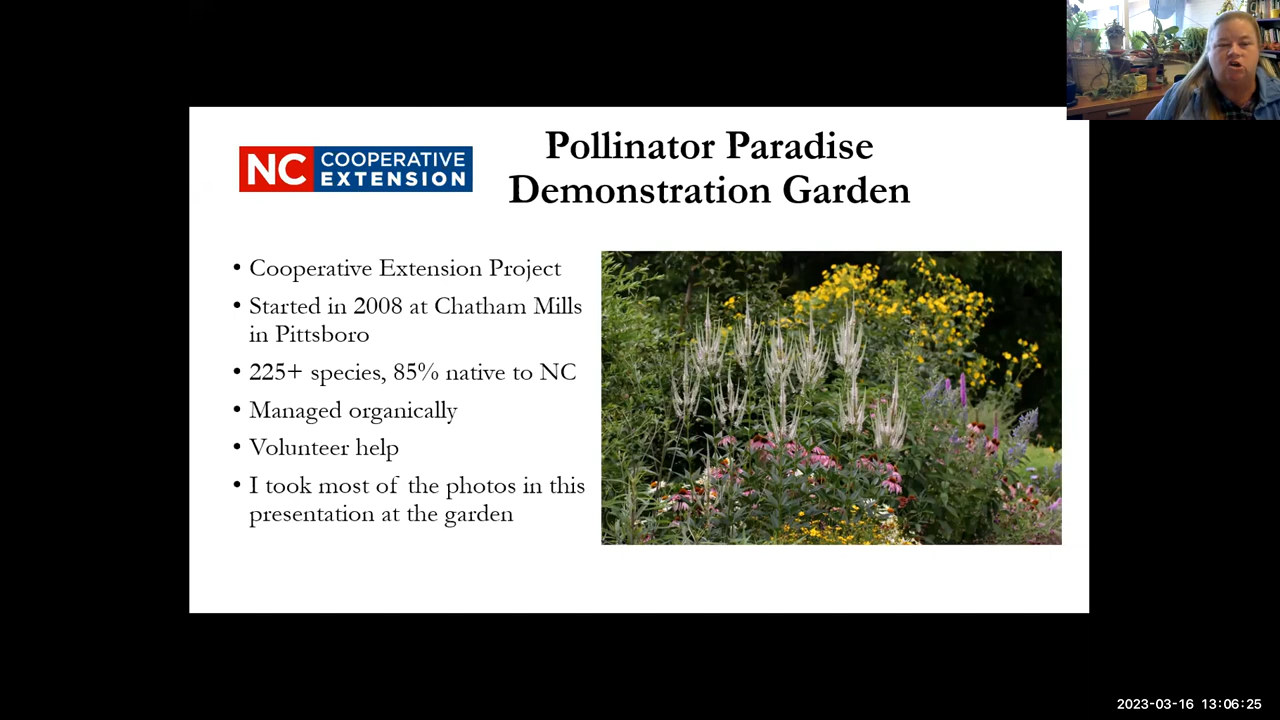 Pollinator Paradise
Demonstration Garden
NC COOPERATIVE
EXTENSION
• Cooperative Extension Project
• Started in 2008 at Chatham Mills
in Pittsboro
• 225+ species, 85% native to NC
• Managed organically
• Volunteer help
• I took most of the photos in this
presentation at the garden
2023-03-16 13:06:25